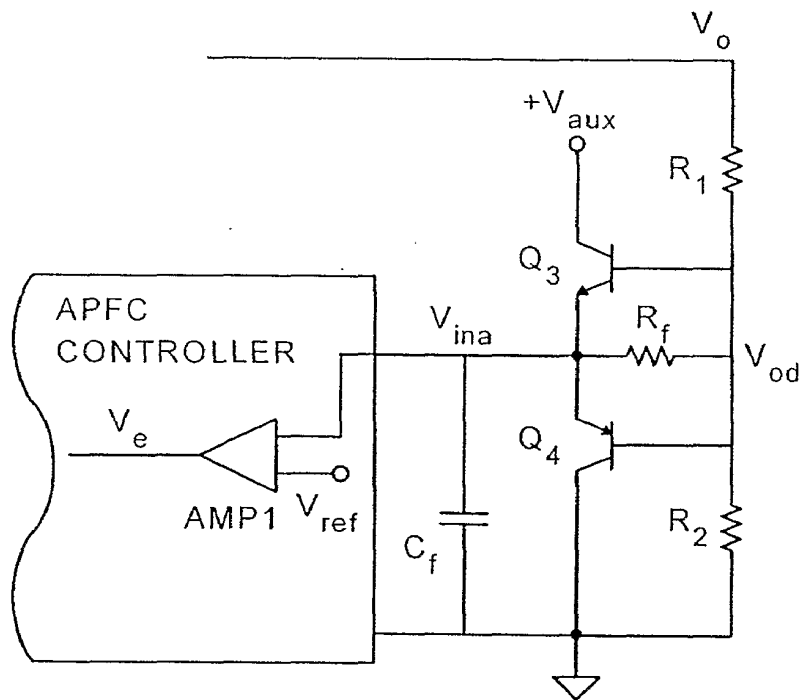 V_o
+V_aux
R_1
Q_3
APFC
CONTROLLER
V_ina
R_f
V_od
V_e
Q_4
AMP1
V_ref
C_f
R_2